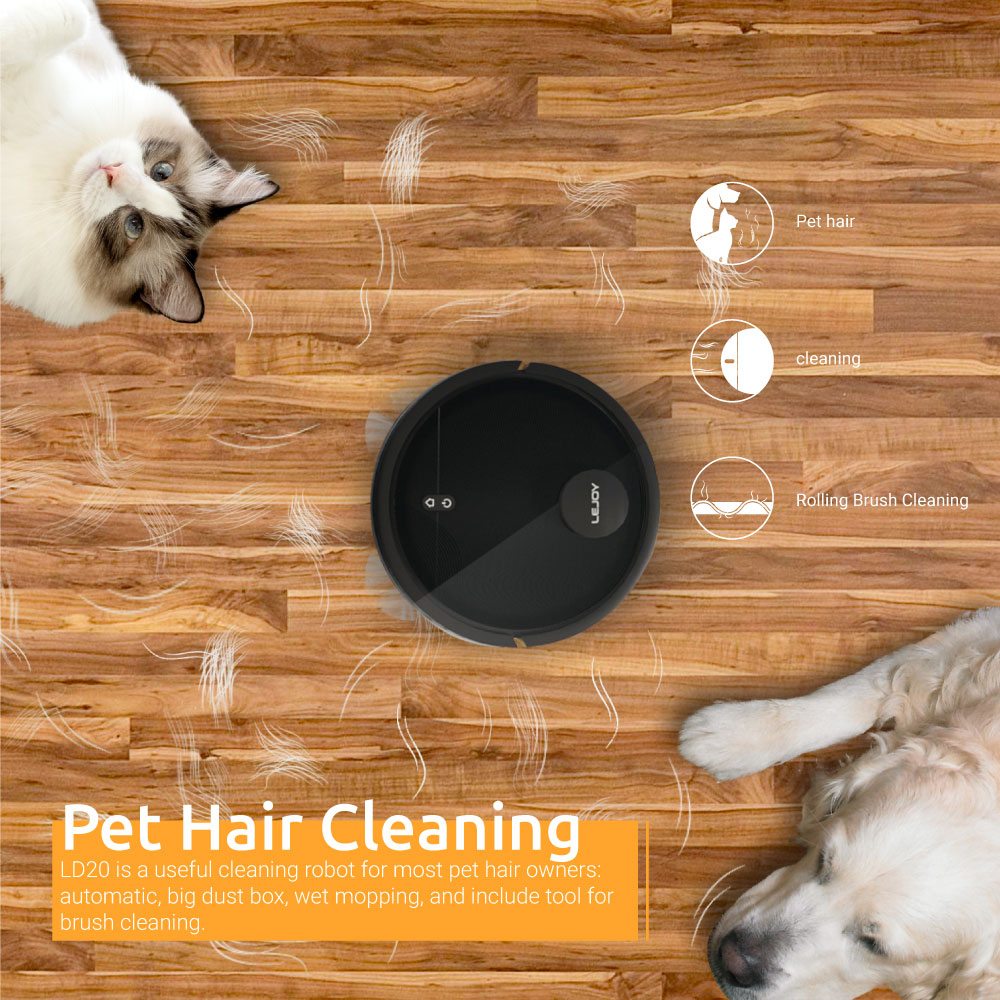 Pet hair
cleaning
LEJOY
Rolling Brush Cleaning
Pet Hair Cleaning
LD20 is a useful cleaning robot for most pet hair owners:
automatic, big dust box, wet mopping, and include tool for
brush cleaning.